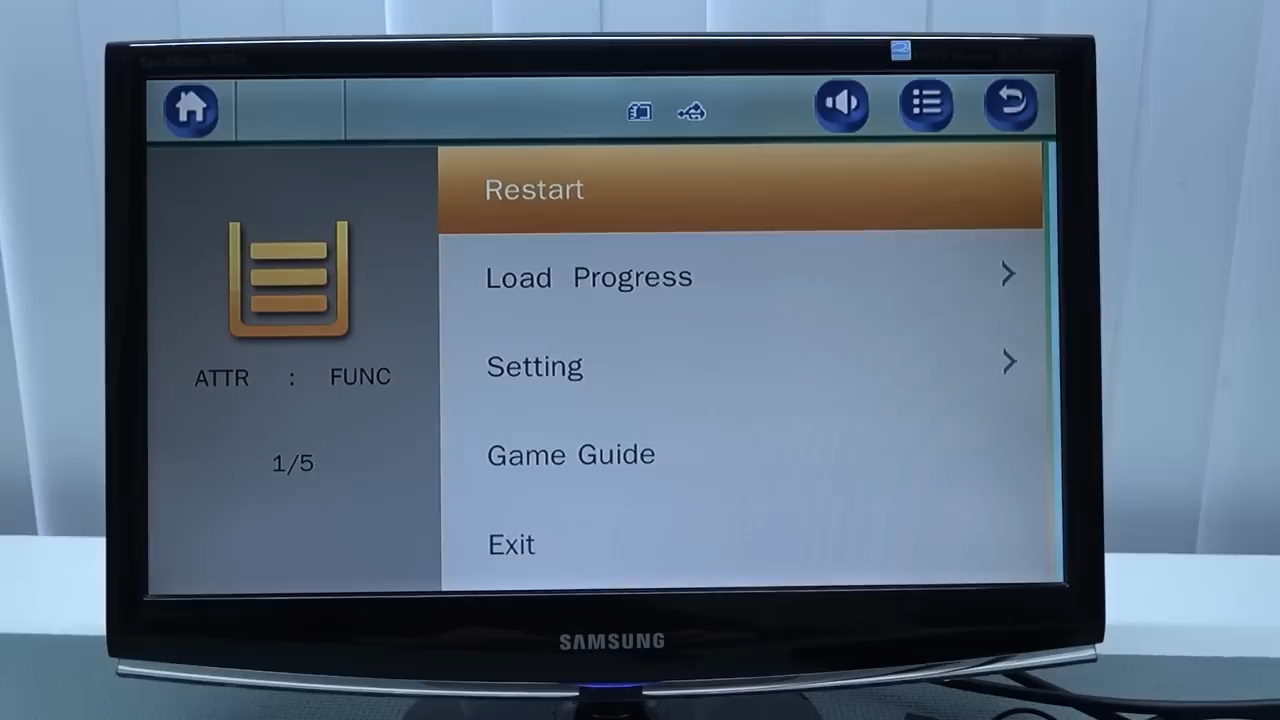 Restart
Load Progress
Setting
Game Guide
Exit
ATTR : FUNC
1/5
SAMSUNG